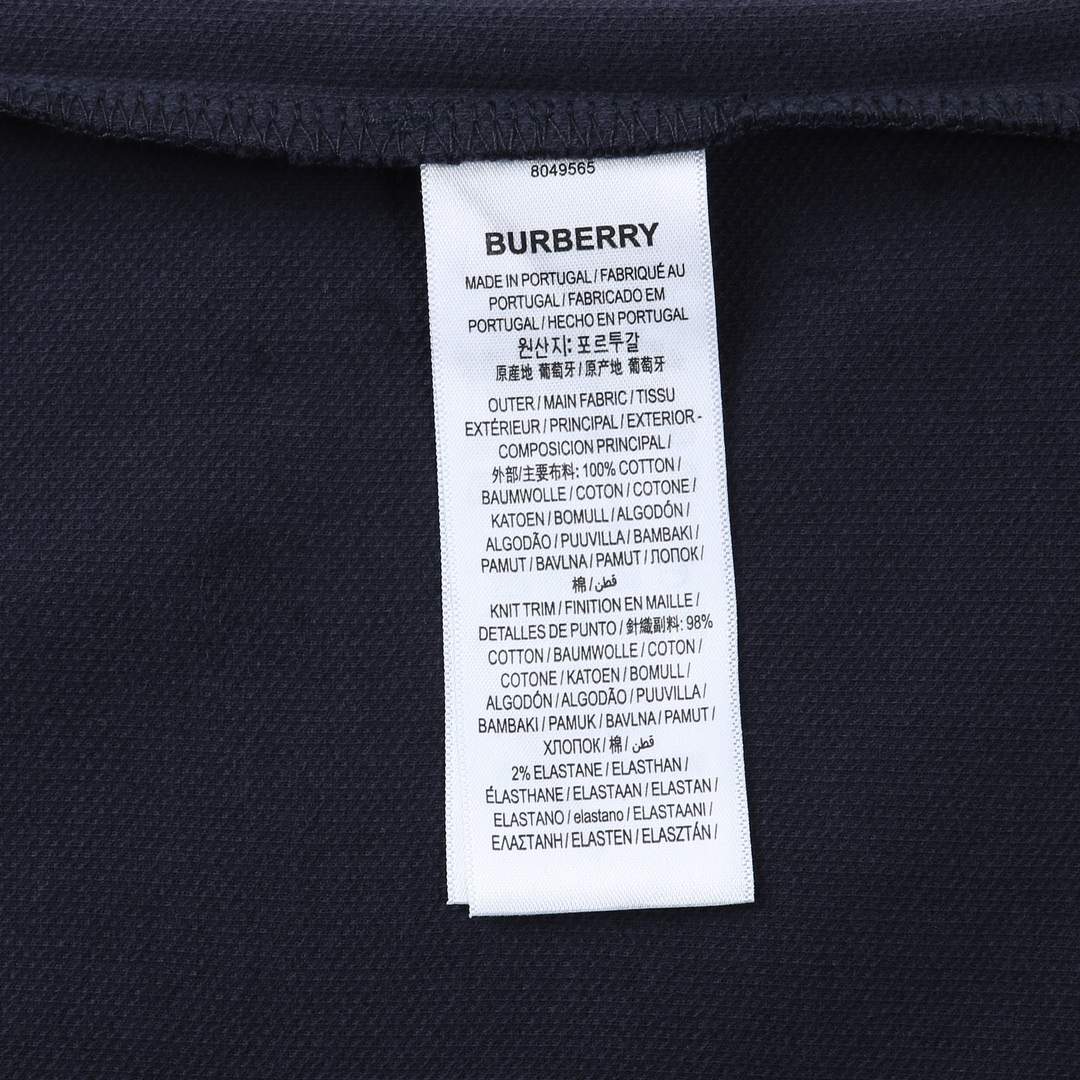 8049565
BURBERRY
MADE IN PORTUGAL / FABRIQUÉ AU
PORTUGAL / FABRICADO EM
PORTUGAL / HECHO EN PORTUGAL
원산지: 포르투갈
原産地 葡萄牙 / 原产地 葡萄牙
OUTER / MAIN FABRIC / TISSU
EXTÉRIEUR / PRINCIPAL / EXTERIOR -
COMPOSICION PRINCIPAL /
外部/主要布料: 100% COTTON /
BAUMWOLLE / COTON / COTONE /
KATOEN / BOMULL / ALGODÓN /
ALGODÃO / PUUVILLA / BAMBAKI /
PAMUT / BAVLNA / PAMUT / ЛОПОК /
棉 / قطن
KNIT TRIM / FINITION EN MAILLE /
DETALLES DE PUNTO / 針織副料: 98%
COTTON / BAUMWOLLE / COTON /
COTONE / KATOEN / BOMULL /
ALGODÓN / ALGODÃO / PUUVILLA /
BAMBAKI / PAMUK / BAVLNA / PAMUT /
ХЛОПОК / 棉 / قطن
2% ELASTANE / ELASTHAN /
ÉLASTHANE / ELASTAAN / ELASTAN /
ELASTANO / elastano / ELASTAANI /
ΕΛΑΣΤΑΝΗ / ELASTEN / ELASZTÁN /